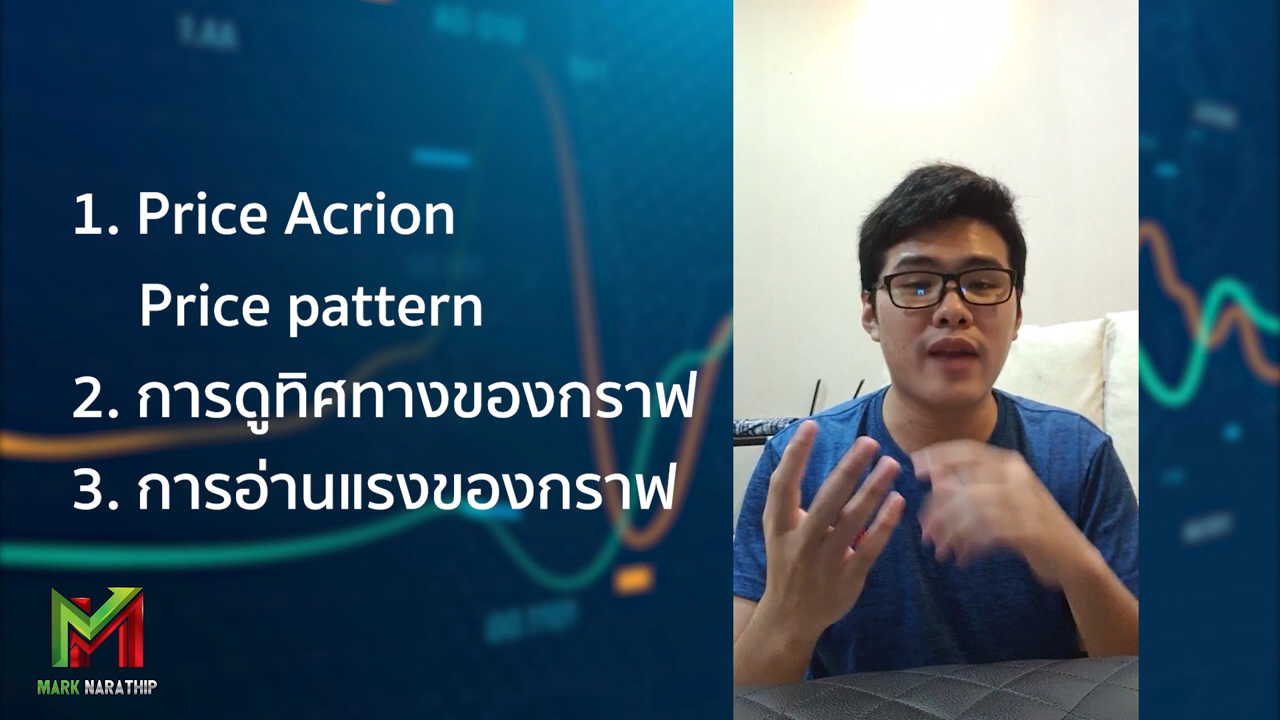 1. Price Acrion
Price pattern
2. การดูทิศทางของกราฟ
3. การอ่านแรงของกราฟ
MARK NARATHIP